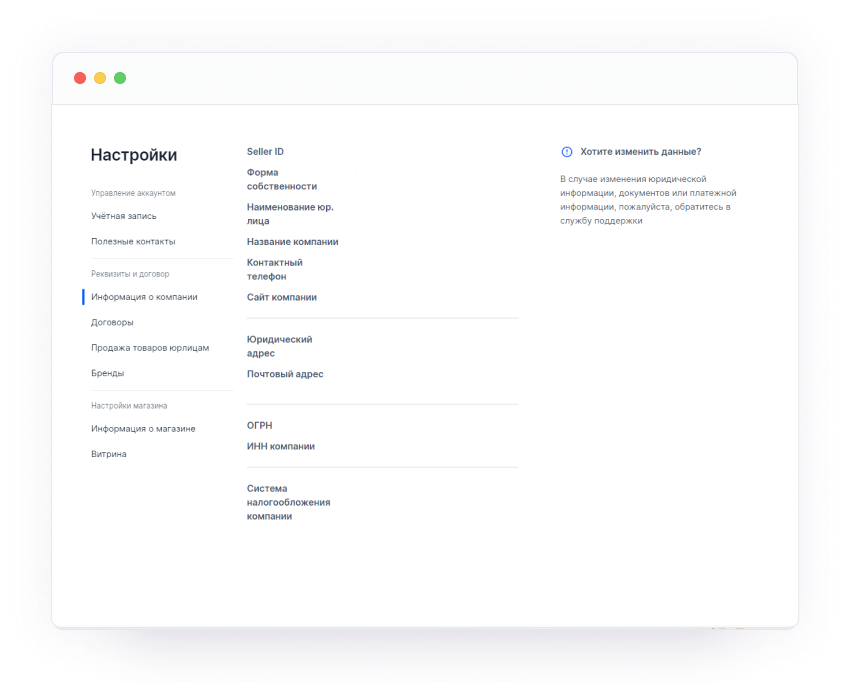 Настройки
Управление аккаунтом
Учётная запись
Полезные контакты
Реквизиты и договор
Информация о компании
Договоры
Продажа товаров юрлицам
Бренды
Настройки магазина
Информация о магазине
Витрина
Seller ID
Форма
собственности
Наименование юр.
лица
Название компании
Контактный
телефон
Сайт компании
Юридический
адрес
Почтовый адрес
ОГРН
ИНН компании
Система
налогообложения
компании
Хотите изменить данные?
В случае изменения юридической
информации, документов или платежной
информации, пожалуйста, обратитесь в
службу поддержки